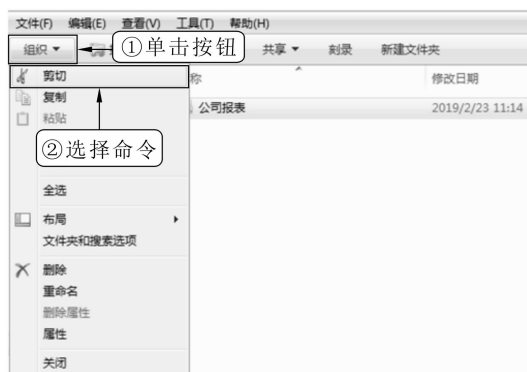 文件(F) 编辑(E) 查看(V) 工具(T) 帮助(H)
组织 ①单击按钮 共享 刻录 新建文件夹
剪切 称 修改日期
复制 公司报表 2019/2/23 11:14
粘贴
②选择命令
全选
布局
文件夹和搜索选项
删除
重命名
删除属性
属性
关闭